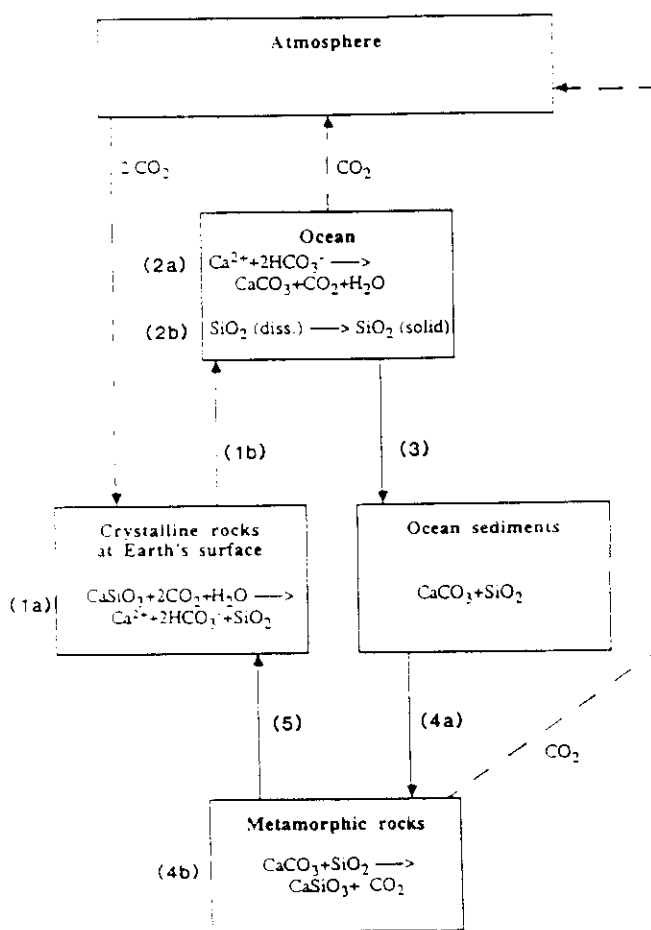 Atmosphere
2 CO₂
CO₂
Ocean
(2a) Ca²⁺+2HCO₃⁻ ⟶
CaCO₃+CO₂+H₂O
(2b) SiO₂ (diss.) ⟶ SiO₂ (solid)
(1b)
(3)
Crystalline rocks
at Earth's surface
(1a) CaSiO₃+2CO₂+H₂O ⟶
Ca²⁺+2HCO₃⁻+SiO₂
Ocean sediments
CaCO₃+SiO₂
(5)
(4a)
CO₂
Metamorphic rocks
(4b) CaCO₃+SiO₂ ⟶
CaSiO₃+ CO₂